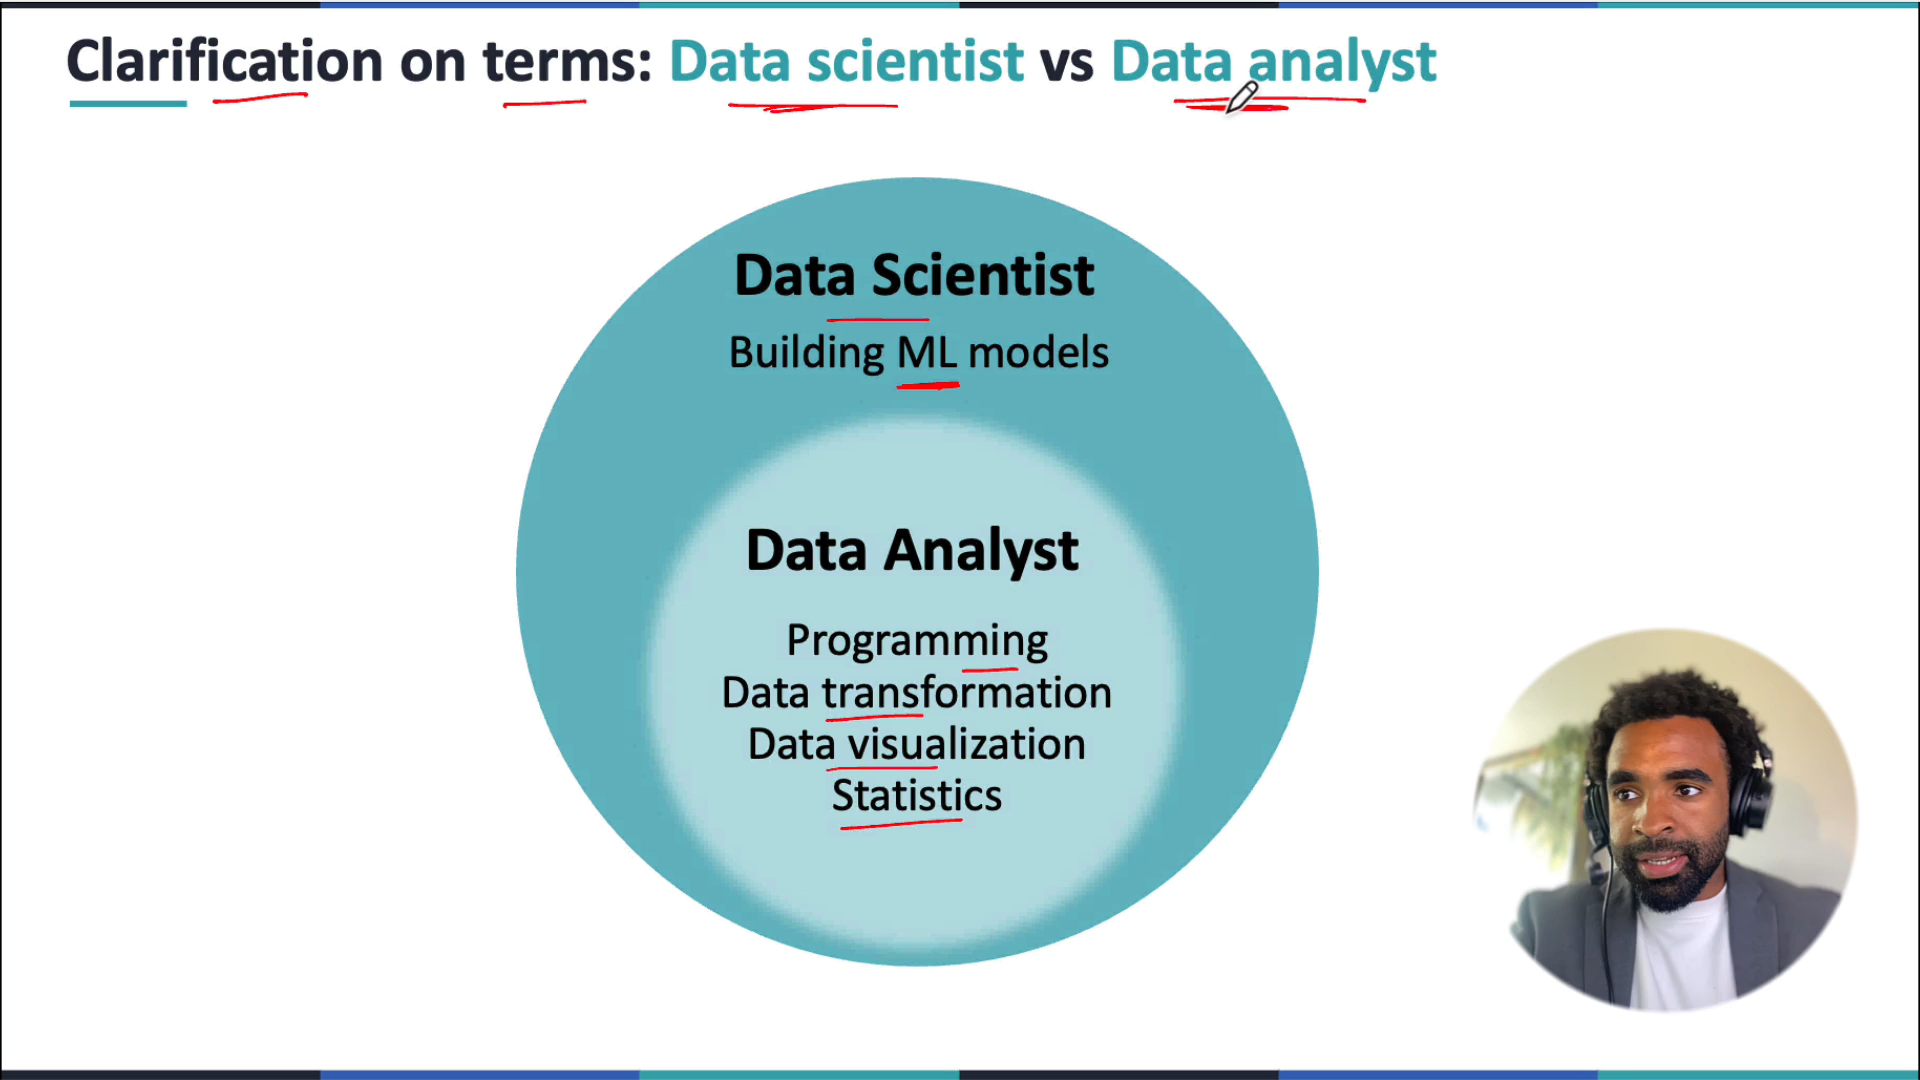 Clarification on terms: Data scientist vs Data analyst
Data Scientist
Building ML models
Data Analyst
Programming
Data transformation
Data visualization
Statistics